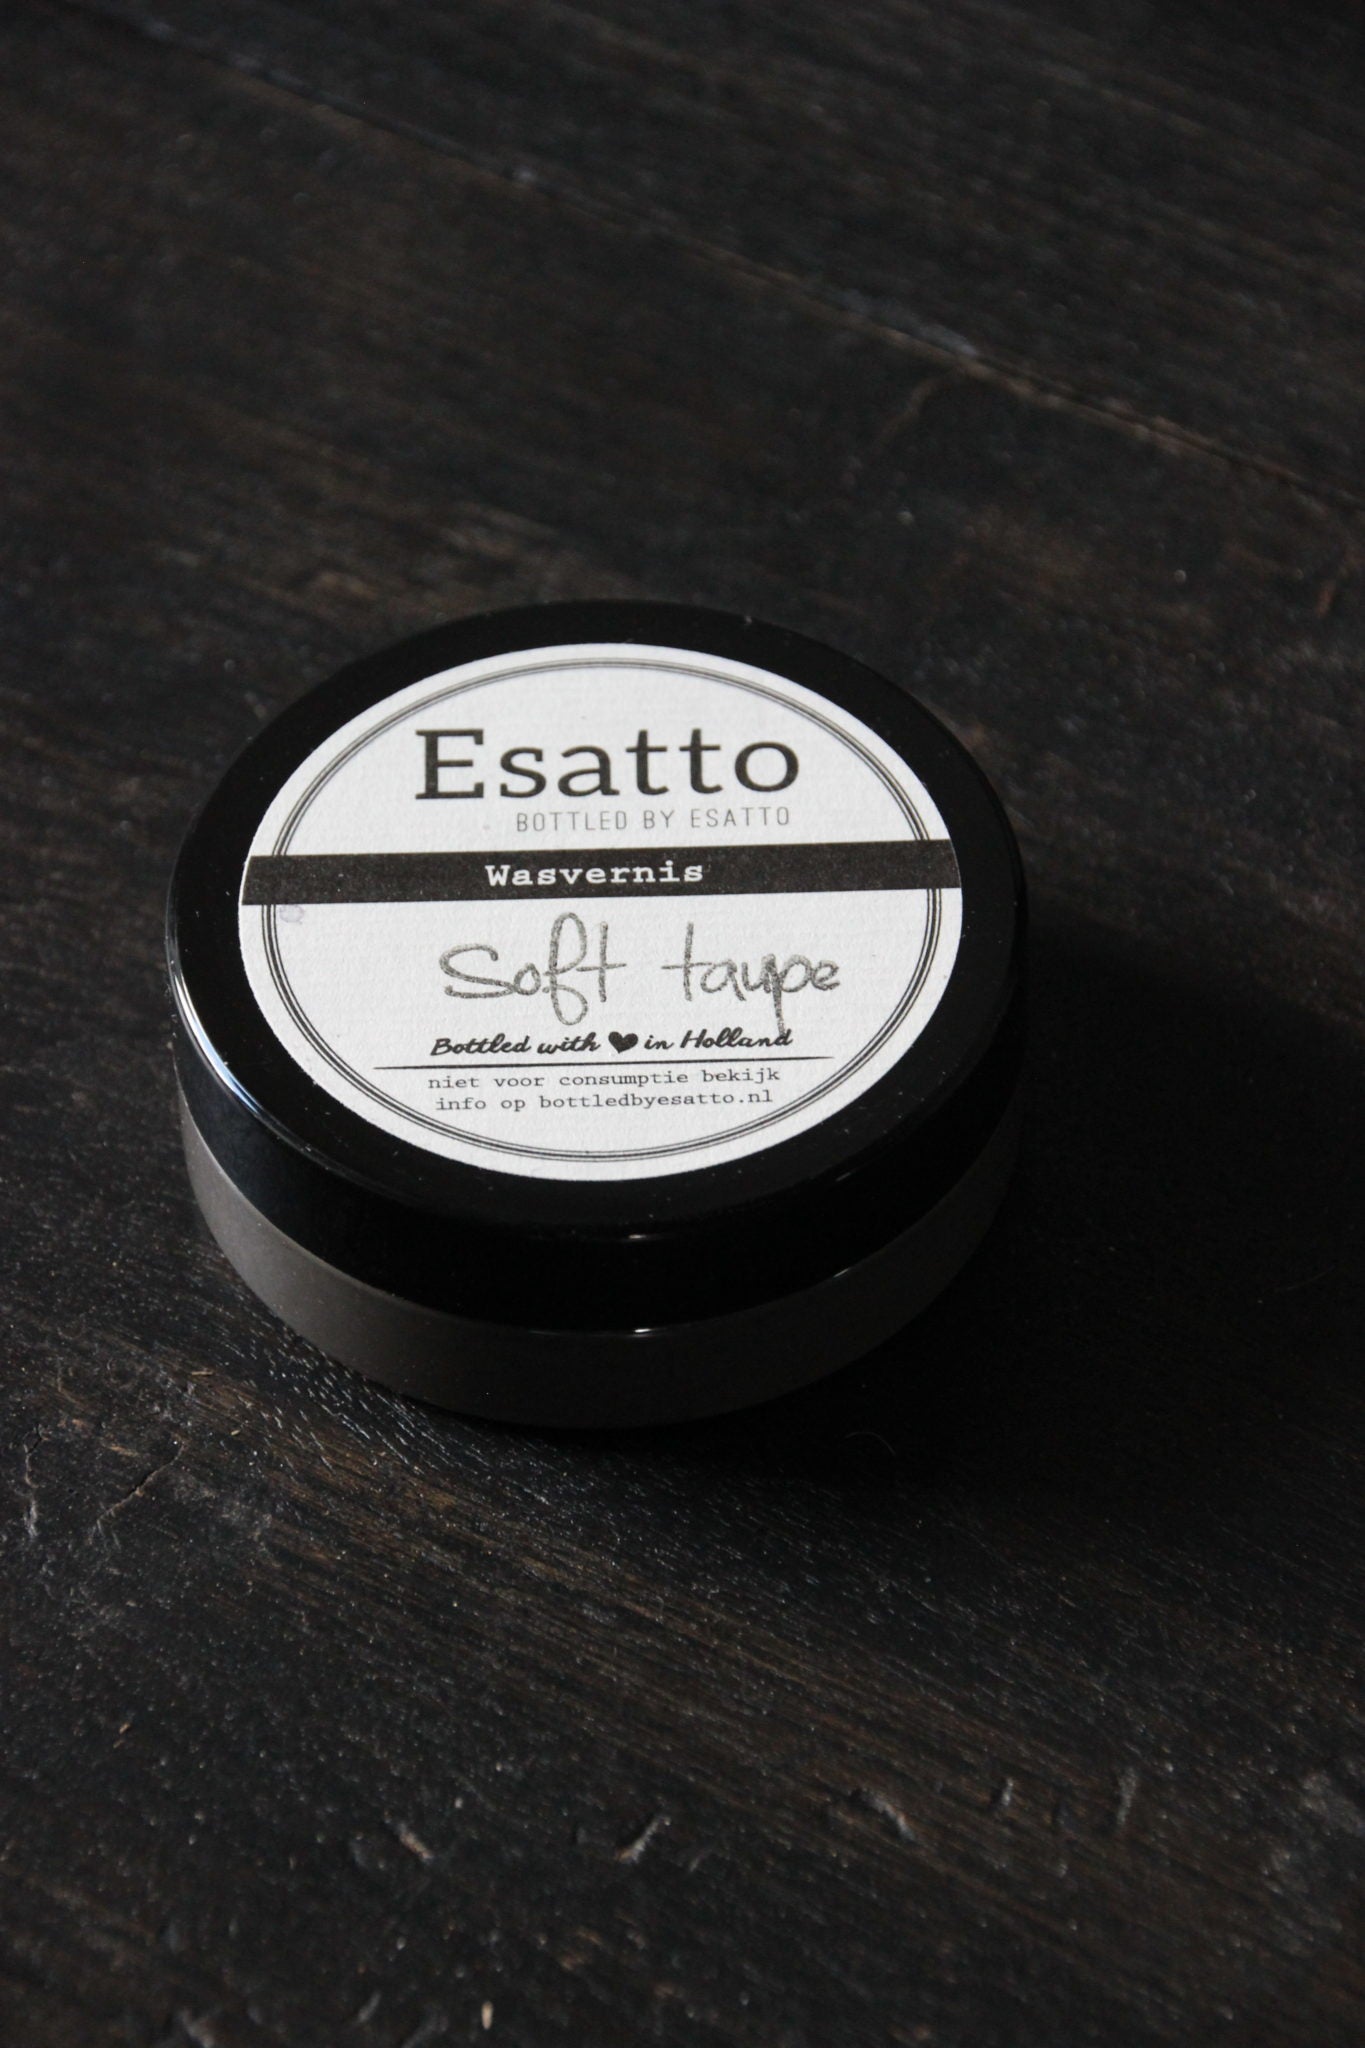 Esatto
BOTTLED BY ESATTO
Wasvernis
Soft taupe
Bottled with ♥ in Holland
niet voor consumptie bekijk
info op bottledbyesatto.nl